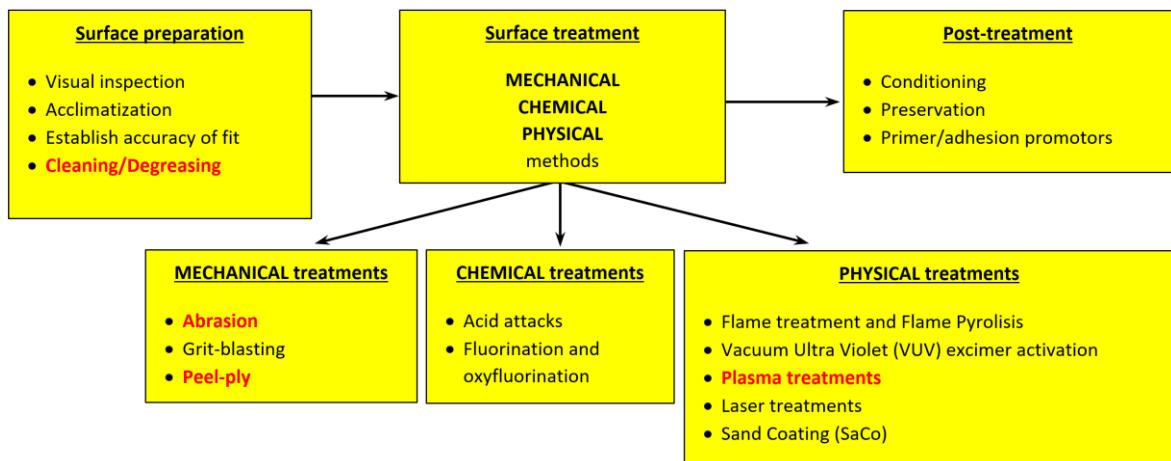 Surface preparation
• Visual inspection
• Acclimatization
• Establish accuracy of fit
• Cleaning/Degreasing
Surface treatment
MECHANICAL
CHEMICAL
PHYSICAL
methods
Post-treatment
• Conditioning
• Preservation
• Primer/adhesion promotors
MECHANICAL treatments
• Abrasion
• Grit-blasting
• Peel-ply
CHEMICAL treatments
• Acid attacks
• Fluorination and
oxyfluorination
PHYSICAL treatments
• Flame treatment and Flame Pyrolisis
• Vacuum Ultra Violet (VUV) excimer activation
• Plasma treatments
• Laser treatments
• Sand Coating (SaCo)